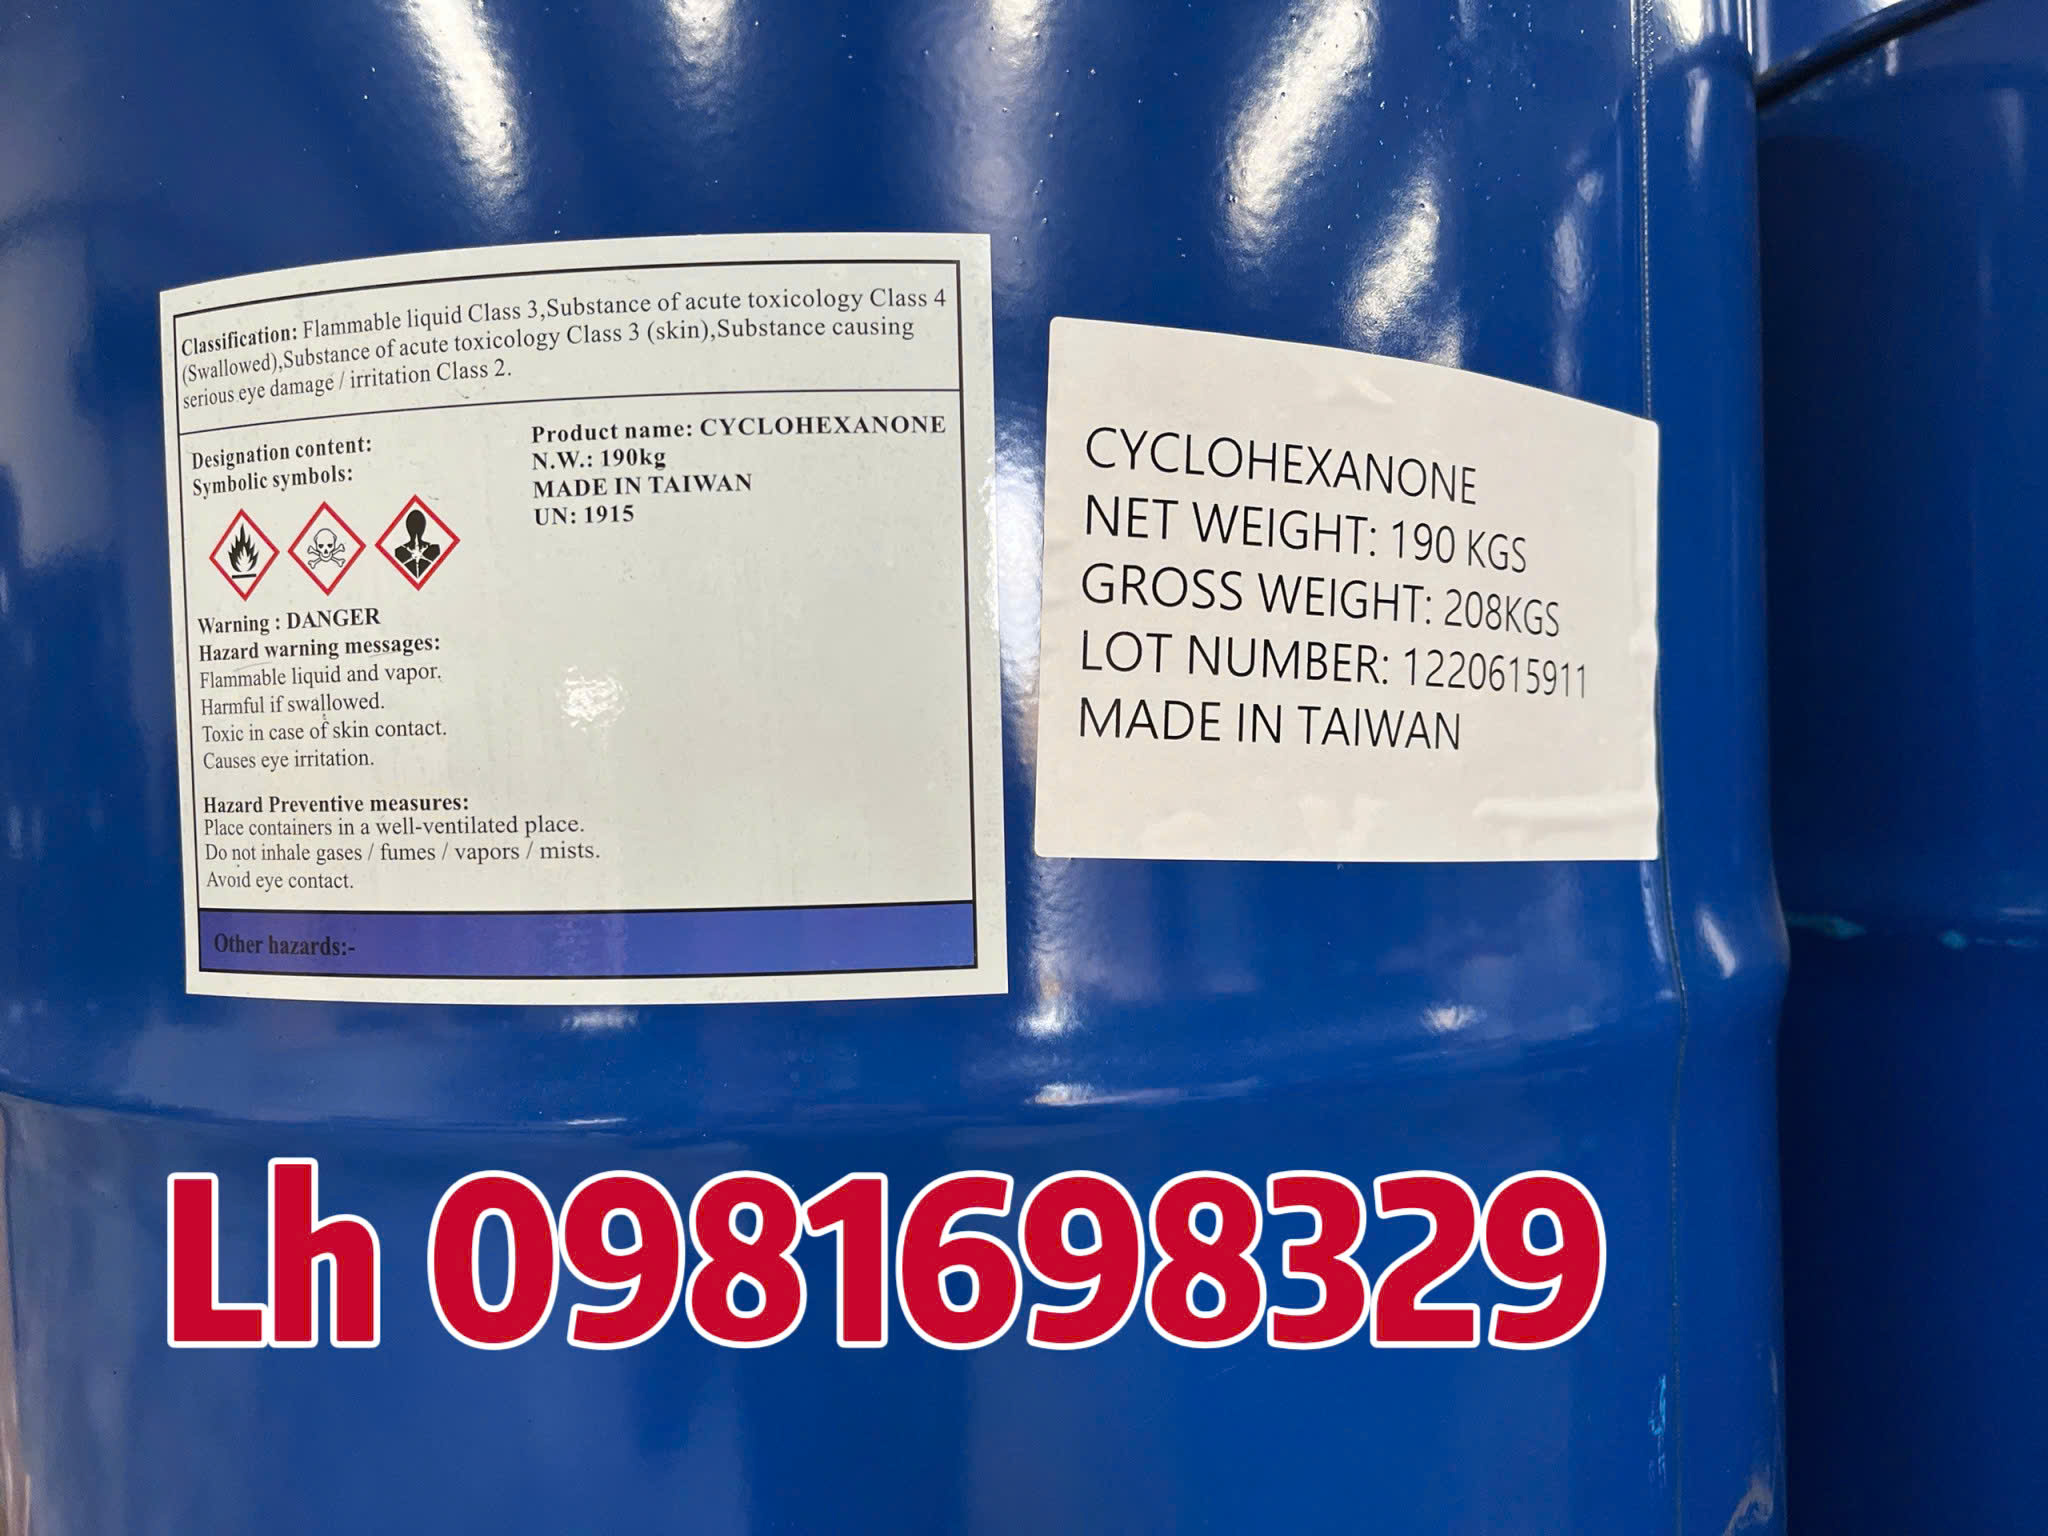 Classification: Flammable liquid Class 3,Substance of acute toxicology Class 4
(Swallowed),Substance of acute toxicology Class 3 (skin),Substance causing
serious eye damage / irritation Class 2.
Designation content:
Symbolic symbols:
Product name: CYCLOHEXANONE
N.W.: 190kg
MADE IN TAIWAN
UN: 1915
Warning : DANGER
Hazard warning messages:
Flammable liquid and vapor.
Harmful if swallowed.
Toxic in case of skin contact.
Causes eye irritation.
Hazard Preventive measures:
Place containers in a well-ventilated place.
Do not inhale gases / fumes / vapors / mists.
Avoid eye contact.
Other hazards:-
CYCLOHEXANONE
NET WEIGHT: 190 KGS
GROSS WEIGHT: 208KGS
LOT NUMBER: 1220615911
MADE IN TAIWAN
Lh 0981698329